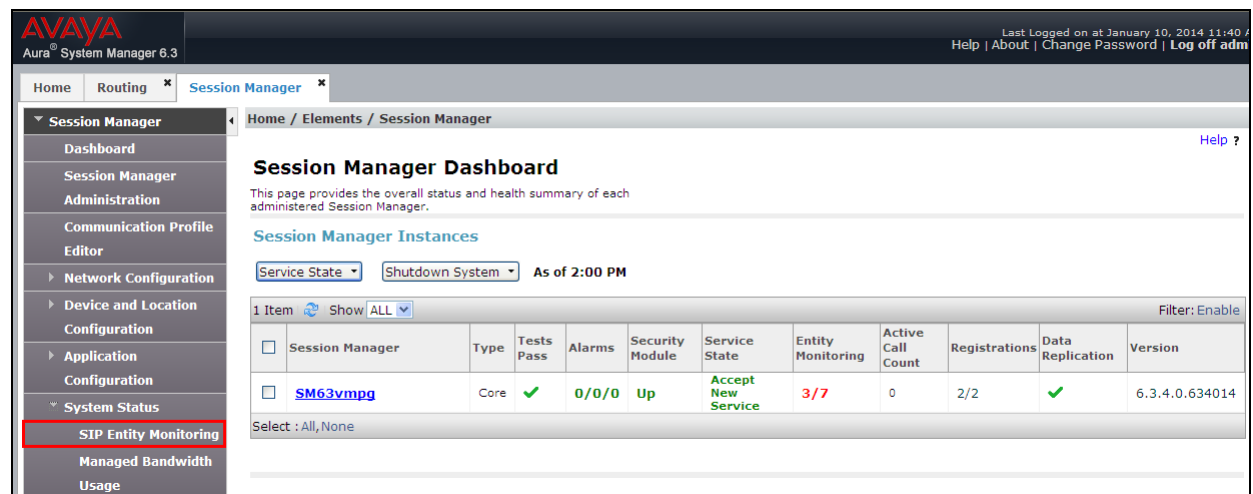 AVAYA
Aura® System Manager 6.3
Last Logged on at January 10, 2014 11:40
Help | About | Change Password | Log off adm
Home Routing × Session Manager ×
Session Manager
Dashboard
Session Manager
Administration
Communication Profile
Editor
Network Configuration
Device and Location
Configuration
Application
Configuration
System Status
SIP Entity Monitoring
Managed Bandwidth
Usage
Home / Elements / Session Manager
Help ?
Session Manager Dashboard
This page provides the overall status and health summary of each
administered Session Manager.
Session Manager Instances
Service State Shutdown System As of 2:00 PM
1 Item Show ALL Filter: Enable
Session Manager Type Tests Pass Alarms Security Module Service State Entity Monitoring Active Call Count Registrations Data Replication Version
SM63vmpg Core 0/0/0 Up Accept New Service 3/7 0 2/2 6.3.4.0.634014
Select : All, None